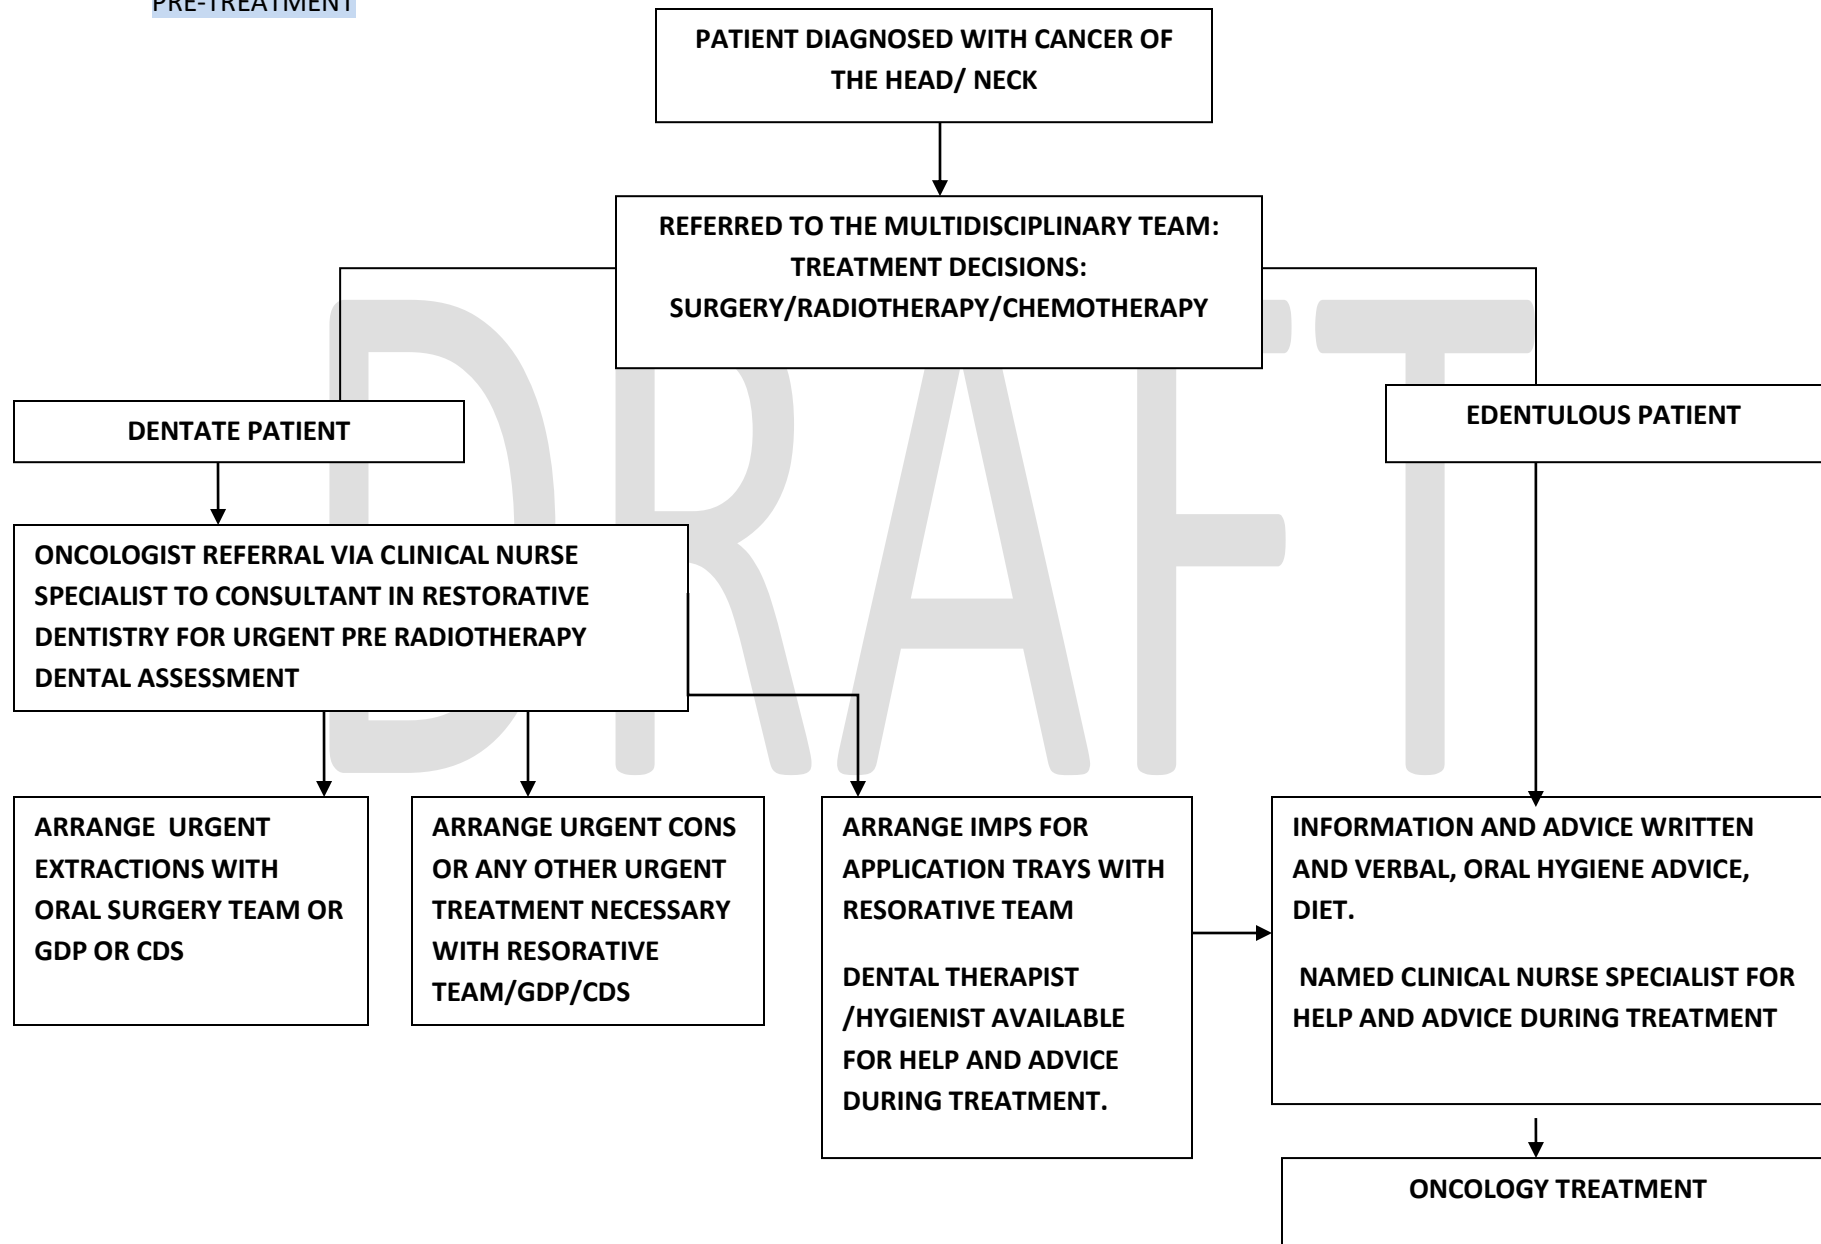 PRE-TREATMENT
PATIENT DIAGNOSED WITH CANCER OF
THE HEAD/ NECK
REFERRED TO THE MULTIDISCIPLINARY TEAM:
TREATMENT DECISIONS:
SURGERY/RADIOTHERAPY/CHEMOTHERAPY
DRAFT
DENTATE PATIENT
EDENTULOUS PATIENT
ONCOLOGIST REFERRAL VIA CLINICAL NURSE
SPECIALIST TO CONSULTANT IN RESTORATIVE
DENTISTRY FOR URGENT PRE RADIOTHERAPY
DENTAL ASSESSMENT
ARRANGE URGENT
EXTRACTIONS WITH
ORAL SURGERY TEAM OR
GDP OR CDS
ARRANGE URGENT CONS
OR ANY OTHER URGENT
TREATMENT NECESSARY
WITH RESORATIVE
TEAM/GDP/CDS
ARRANGE IMPS FOR
APPLICATION TRAYS WITH
RESORATIVE TEAM
DENTAL THERAPIST
/HYGIENIST AVAILABLE
FOR HELP AND ADVICE
DURING TREATMENT.
INFORMATION AND ADVICE WRITTEN
AND VERBAL, ORAL HYGIENE ADVICE,
DIET.
NAMED CLINICAL NURSE SPECIALIST FOR
HELP AND ADVICE DURING TREATMENT
ONCOLOGY TREATMENT